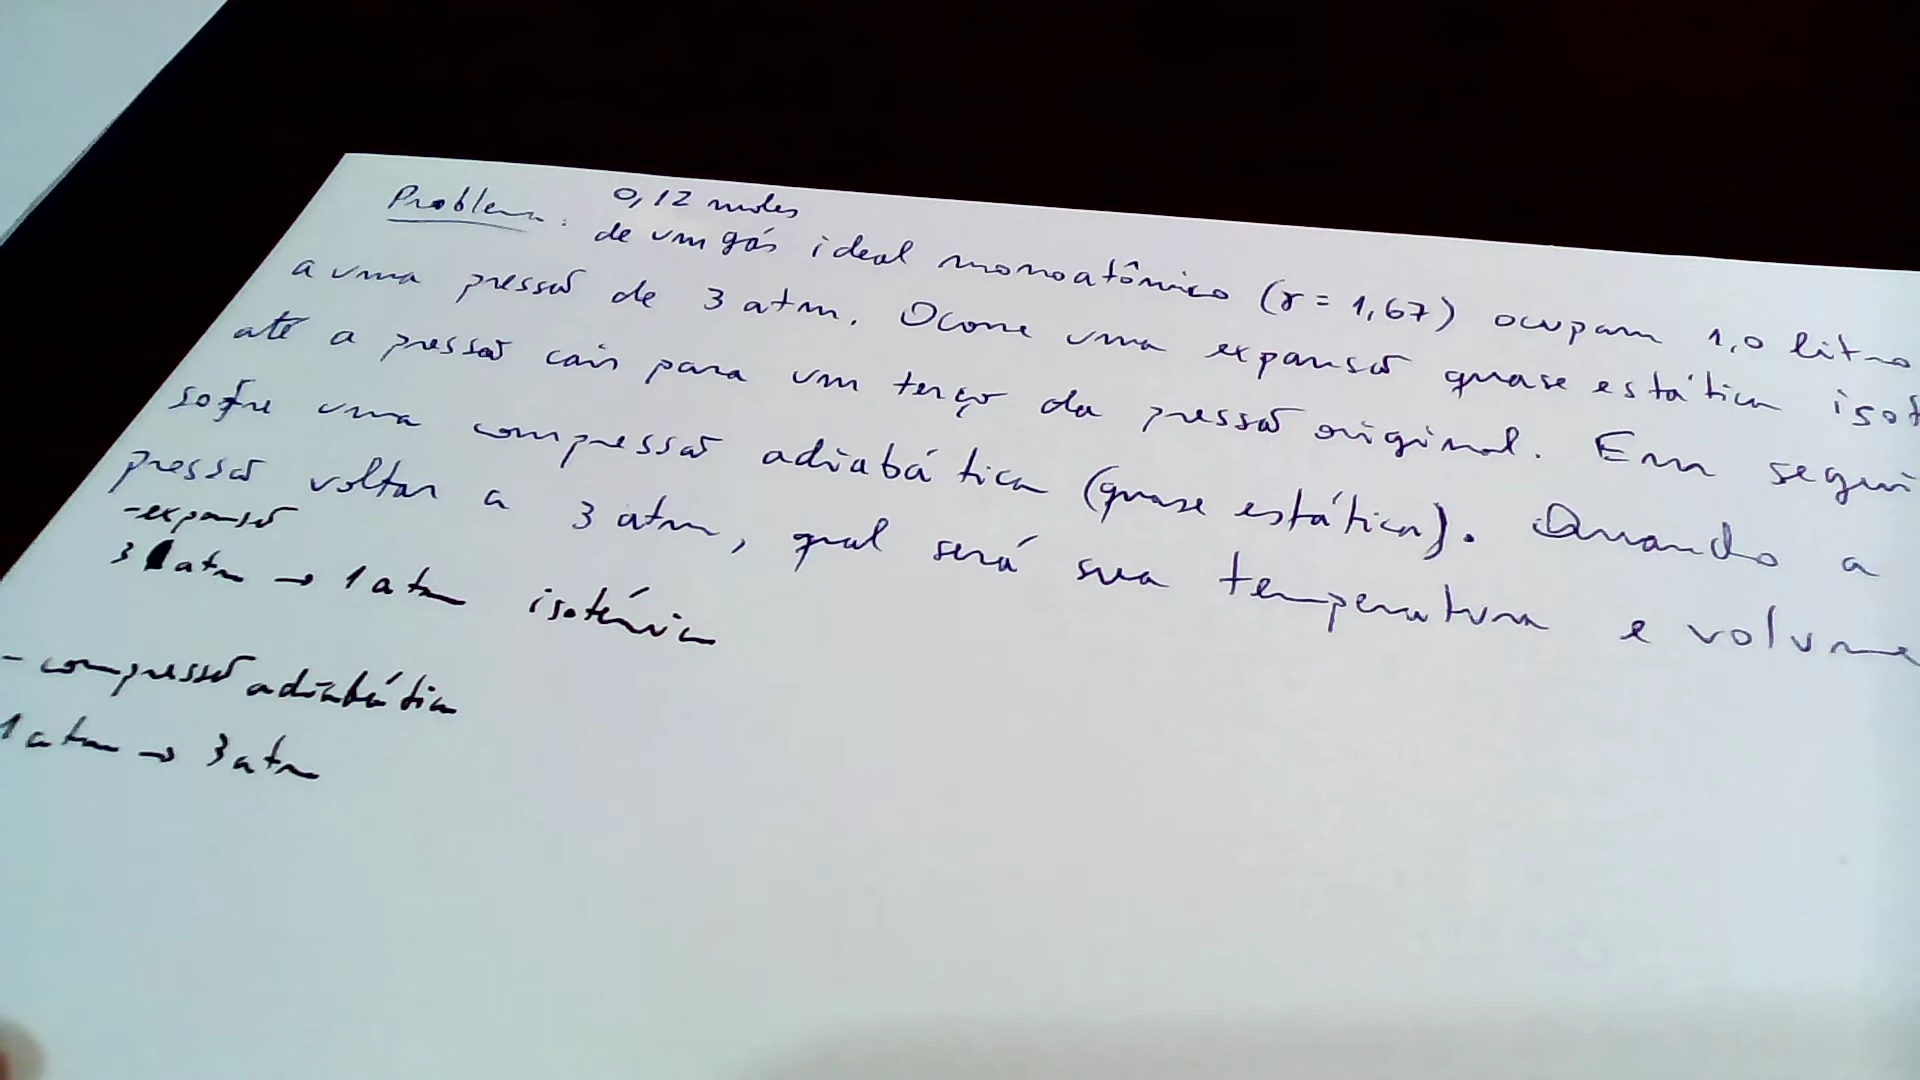 Problema: 0,12 moles
de um gás ideal monoatômico (γ = 1,67) ocupam 1,0 litro
a uma pressão de 3 atm. Ocorre uma expansão quase estática
até a pressão cair para um terço da pressão original. Em
sofre uma compressão adiabática (quase estática). Quando a
pressão voltar a 3 atm, qual será sua temperatura e volume
-expansão
3 atm → 1 atm isotérmica
- compressão adiabática
1 atm → 3 atm